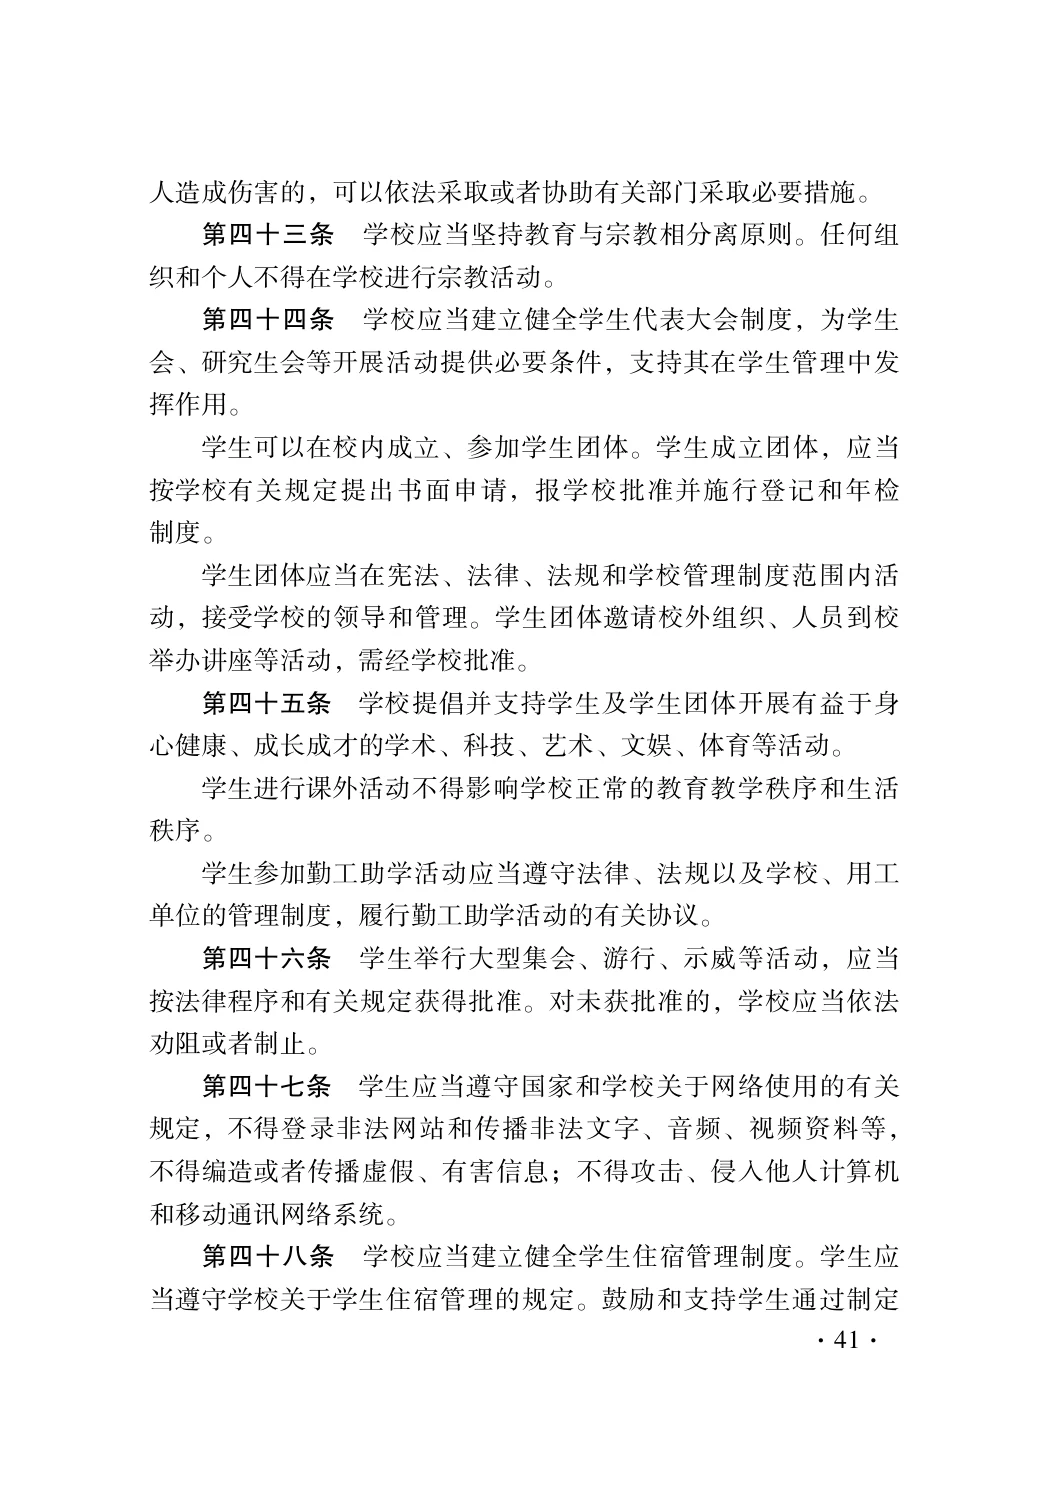 人造成伤害的，可以依法采取或者协助有关部门采取必要措施。
第四十三条　学校应当坚持教育与宗教相分离原则。任何组
织和个人不得在学校进行宗教活动。
第四十四条　学校应当建立健全学生代表大会制度，为学生
会、研究生会等开展活动提供必要条件，支持其在学生管理中发
挥作用。
学生可以在校内成立、参加学生团体。学生成立团体，应当
按学校有关规定提出书面申请，报学校批准并施行登记和年检
制度。
学生团体应当在宪法、法律、法规和学校管理制度范围内活
动，接受学校的领导和管理。学生团体邀请校外组织、人员到校
举办讲座等活动，需经学校批准。
第四十五条　学校提倡并支持学生及学生团体开展有益于身
心健康、成长成才的学术、科技、艺术、文娱、体育等活动。
学生进行课外活动不得影响学校正常的教育教学秩序和生活
秩序。
学生参加勤工助学活动应当遵守法律、法规以及学校、用工
单位的管理制度，履行勤工助学活动的有关协议。
第四十六条　学生举行大型集会、游行、示威等活动，应当
按法律程序和有关规定获得批准。对未获批准的，学校应当依法
劝阻或者制止。
第四十七条　学生应当遵守国家和学校关于网络使用的有关
规定，不得登录非法网站和传播非法文字、音频、视频资料等，
不得编造或者传播虚假、有害信息；不得攻击、侵入他人计算机
和移动通讯网络系统。
第四十八条　学校应当建立健全学生住宿管理制度。学生应
当遵守学校关于学生住宿管理的规定。鼓励和支持学生通过制定
· 41 ·